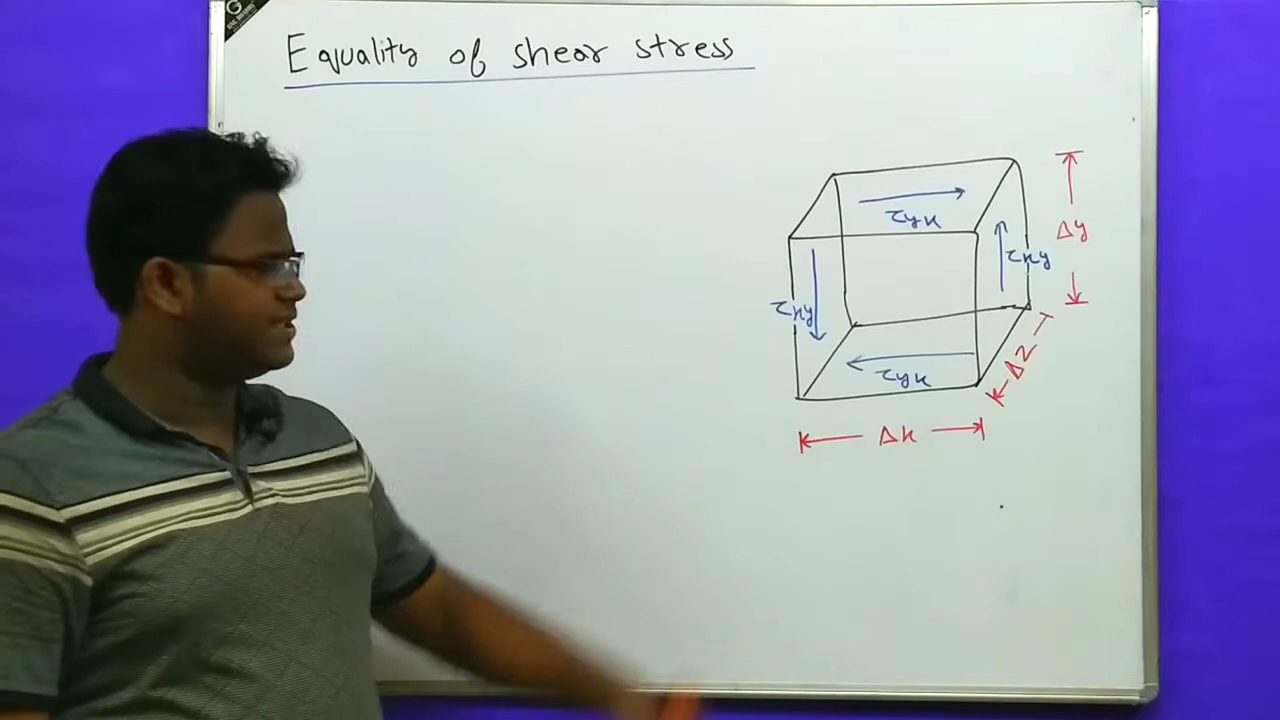 Equality of shear stress
τyx
Δy
τxy
τxy
Δz
τyx
Δx